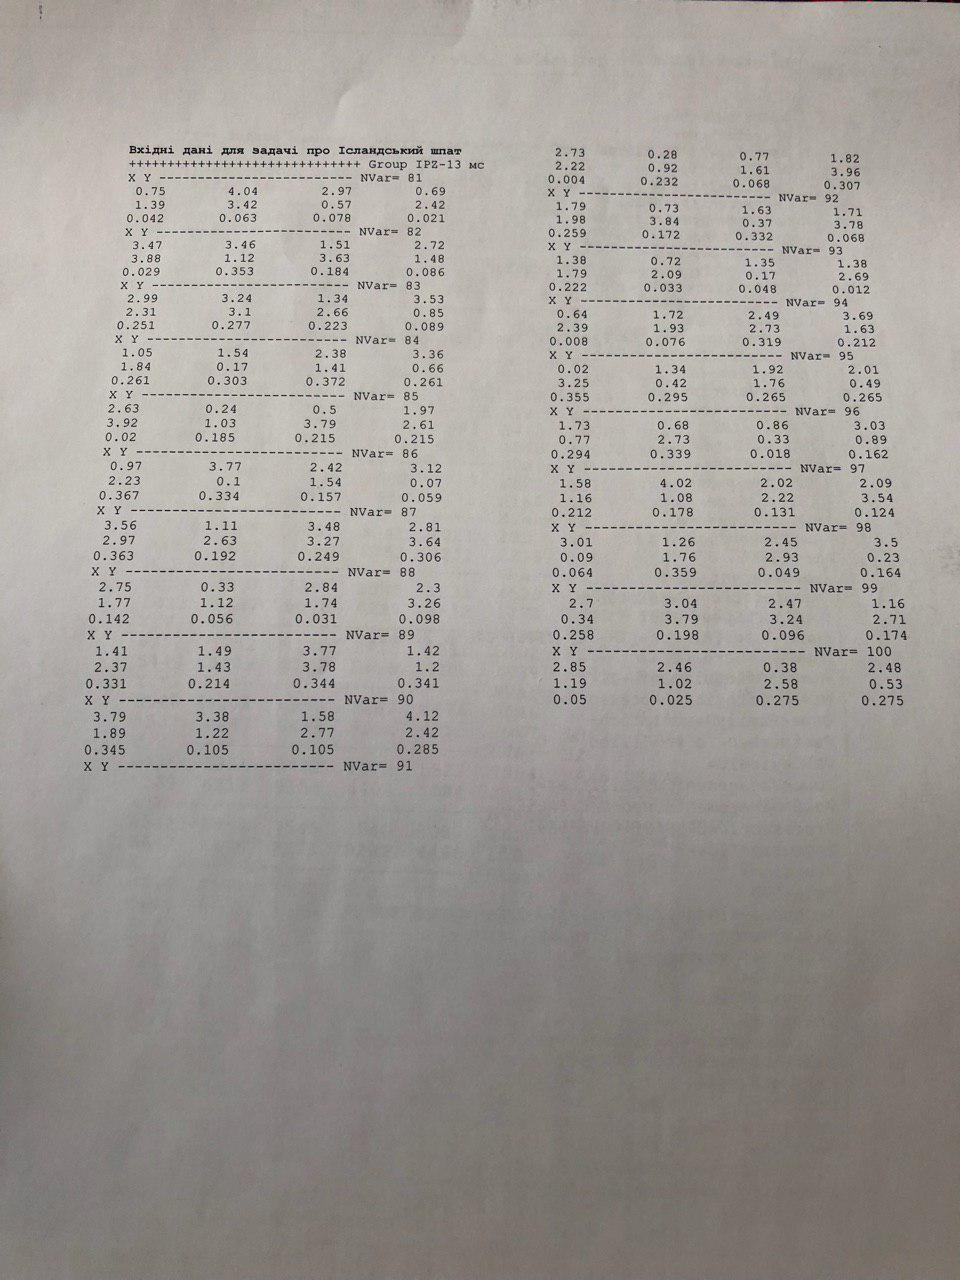 Вхідні дані для задачі про Ісландський шпат
++++++++++++++++++++++++++++++ Group IPZ-13 мс
X Y ------------------------- NVar= 81
0.75 4.04 2.97 0.69
1.39 3.42 0.57 2.42
0.042 0.063 0.078 0.021
X Y ------------------------- NVar= 82
3.47 3.46 1.51 2.72
3.88 1.12 3.63 1.48
0.029 0.353 0.184 0.086
X Y ------------------------- NVar= 83
2.99 3.24 1.34 3.53
2.31 3.1 2.66 0.85
0.251 0.277 0.223 0.089
X Y ------------------------- NVar= 84
1.05 1.54 2.38 3.36
1.84 0.17 1.41 0.66
0.261 0.303 0.372 0.261
X Y ------------------------- NVar= 85
2.63 0.24 0.5 1.97
3.92 1.03 3.79 2.61
0.02 0.185 0.215 0.215
X Y ------------------------- NVar= 86
0.97 3.77 2.42 3.12
2.23 0.1 1.54 0.07
0.367 0.334 0.157 0.059
X Y ------------------------- NVar= 87
3.56 1.11 3.48 2.81
2.97 2.63 3.27 3.64
0.363 0.192 0.249 0.306
X Y ------------------------- NVar= 88
2.75 0.33 2.84 2.3
1.77 1.12 1.74 3.26
0.142 0.056 0.031 0.098
X Y ------------------------- NVar= 89
1.41 1.49 3.77 1.42
2.37 1.43 3.78 1.2
0.331 0.214 0.344 0.341
X Y ------------------------- NVar= 90
3.79 3.38 1.58 4.12
1.89 1.22 2.77 2.42
0.345 0.105 0.105 0.285
X Y ------------------------- NVar= 91
2.73 0.28 0.77 1.82
2.22 0.92 1.61 3.96
0.004 0.232 0.068 0.307
X Y ------------------------- NVar= 92
1.79 0.73 1.63 1.71
1.98 3.84 0.37 3.78
0.259 0.172 0.332 0.068
X Y ------------------------- NVar= 93
1.38 0.72 1.35 1.38
1.79 2.09 0.17 2.69
0.222 0.033 0.048 0.012
X Y ------------------------- NVar= 94
0.64 1.72 2.49 3.69
2.39 1.93 2.73 1.63
0.008 0.076 0.319 0.212
X Y ------------------------- NVar= 95
0.02 1.34 1.92 2.01
3.25 0.42 1.76 0.49
0.355 0.295 0.265 0.265
X Y ------------------------- NVar= 96
1.73 0.68 0.86 3.03
0.77 2.73 0.33 0.89
0.294 0.339 0.018 0.162
X Y ------------------------- NVar= 97
1.58 4.02 2.02 2.09
1.16 1.08 2.22 3.54
0.212 0.178 0.131 0.124
X Y ------------------------- NVar= 98
3.01 1.26 2.45 3.5
0.09 1.76 2.93 0.23
0.064 0.359 0.049 0.164
X Y ------------------------- NVar= 99
2.7 3.04 2.47 1.16
0.34 3.79 3.24 2.71
0.258 0.198 0.096 0.174
X Y ------------------------- NVar= 100
2.85 2.46 0.38 2.48
1.19 1.02 2.58 0.53
0.05 0.025 0.275 0.275